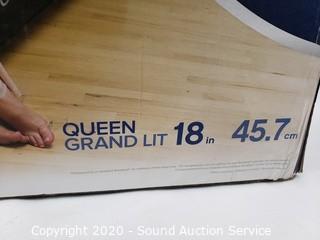 QUEEN
GRAND LIT 18 in 45.7 cm
Copyright © 2020 - Sound Auction Service